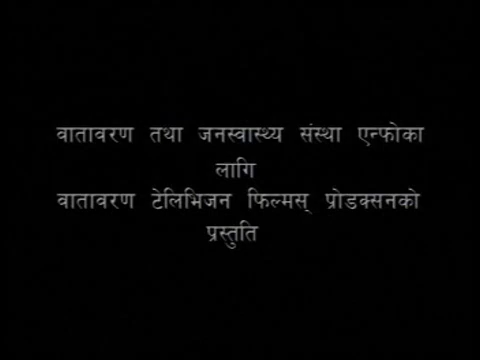 वातावरण तथा जनस्वास्थ्य संस्था एन्फोका
लागि
वातावरण टेलिभिजन फिल्मस् प्रोडक्सनको
प्रस्तुति